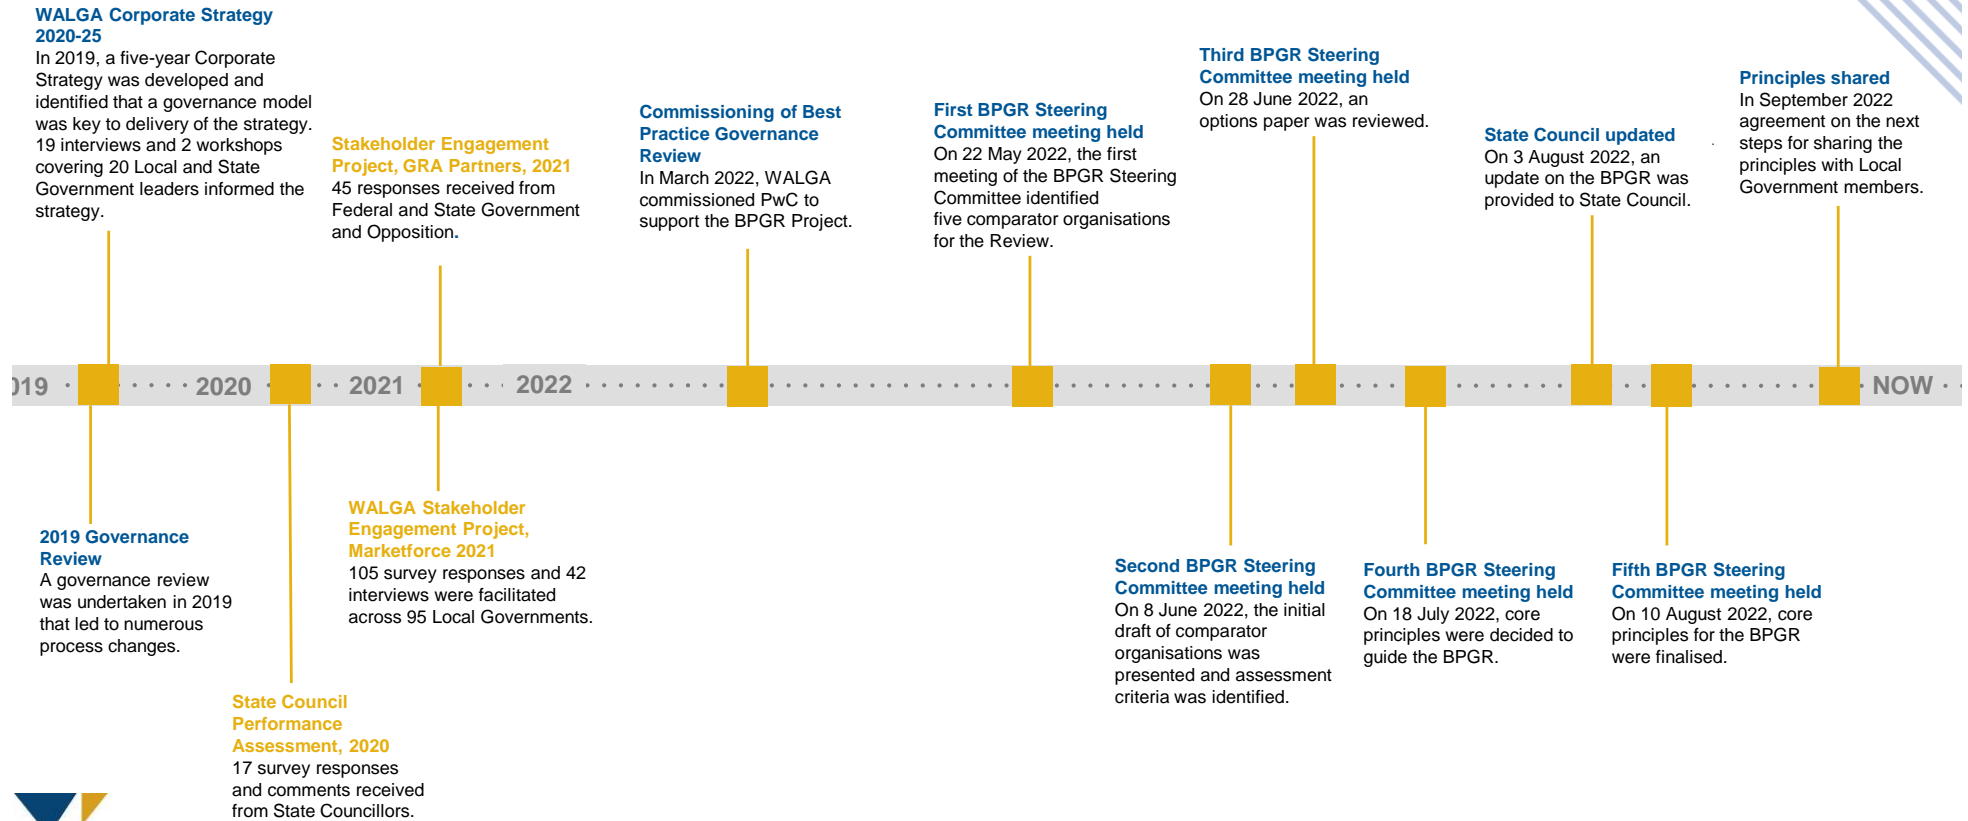 WALGA Corporate Strategy
2020-25
In 2019, a five-year Corporate
Strategy was developed and
identified that a governance model
was key to delivery of the strategy.
19 interviews and 2 workshops
covering 20 Local and State
Government leaders informed the
strategy.
Stakeholder Engagement
Project, GRA Partners, 2021
45 responses received from
Federal and State Government
and Opposition.
Commissioning of Best
Practice Governance
Review
In March 2022, WALGA
commissioned PwC to
support the BPGR Project.
First BPGR Steering
Committee meeting held
On 22 May 2022, the first
meeting of the BPGR Steering
Committee identified
five comparator organisations
for the Review.
Third BPGR Steering
Committee meeting held
On 28 June 2022, an
options paper was reviewed.
State Council updated
On 3 August 2022, an
update on the BPGR was
provided to State Council.
Principles shared
In September 2022
agreement on the next
steps for sharing the
principles with Local
Government members.
019 2020 2021 2022 NOW
2019 Governance
Review
A governance review
was undertaken in 2019
that led to numerous
process changes.
State Council
Performance
Assessment, 2020
17 survey responses
and comments received
from State Councillors.
WALGA Stakeholder
Engagement Project,
Marketforce 2021
105 survey responses and 42
interviews were facilitated
across 95 Local Governments.
Second BPGR Steering
Committee meeting held
On 8 June 2022, the initial
draft of comparator
organisations was
presented and assessment
criteria was identified.
Fourth BPGR Steering
Committee meeting held
On 18 July 2022, core
principles were decided to
guide the BPGR.
Fifth BPGR Steering
Committee meeting held
On 10 August 2022, core
principles for the BPGR
were finalised.